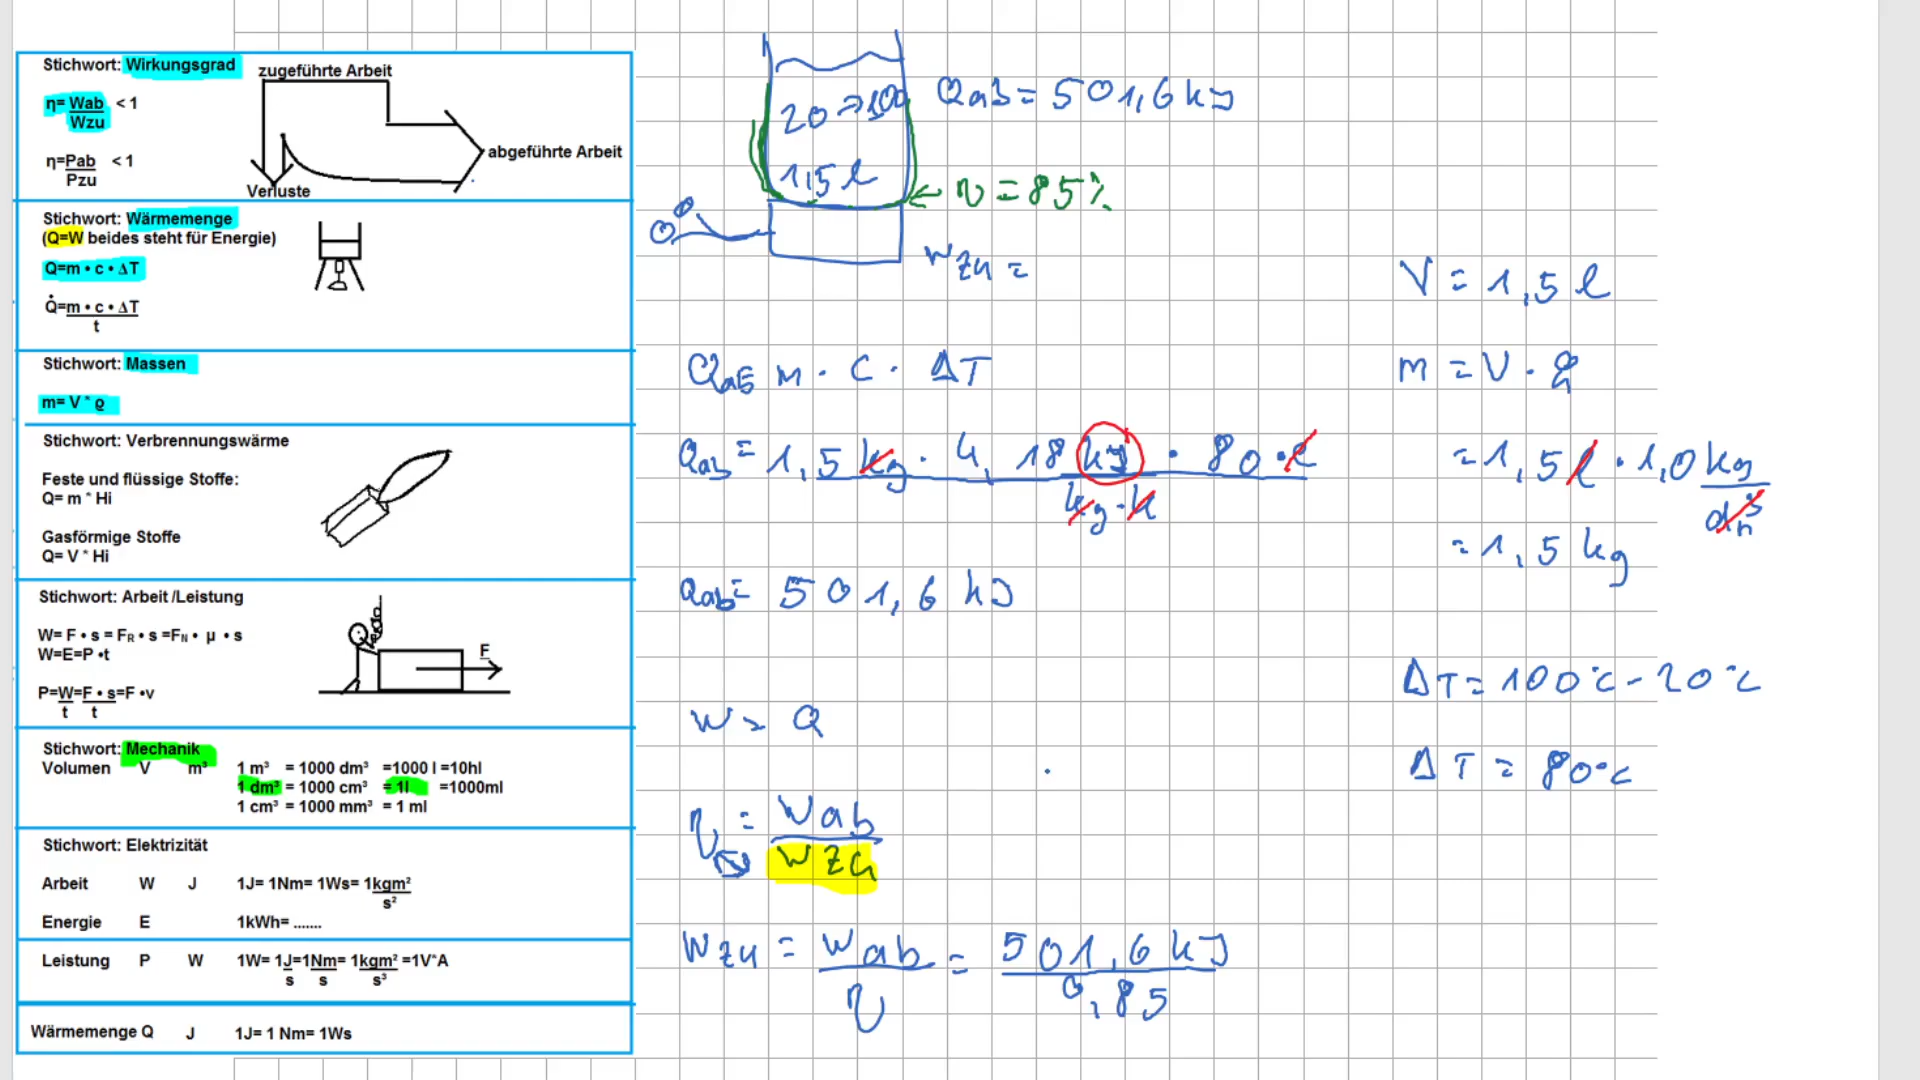 Stichwort: Wirkungsgrad
zugeführte Arbeit
η= Wab < 1
Wzu
abgeführte Arbeit
η=Pab < 1
Pzu
Verluste
Stichwort: Wärmemenge
(Q=W beides steht für Energie)
Q=m • c • ΔT
Q̇=m • c • ΔT
t
Stichwort: Massen
m= V * ϱ
Stichwort: Verbrennungswärme
Feste und flüssige Stoffe:
Q= m * Hi
Gasförmige Stoffe
Q= V * Hi
Stichwort: Arbeit /Leistung
W= F • s = FR • s =FN • μ • s
W=E=P •t
F
P=W=F • s=F •v
t t
Stichwort: Mechanik
Volumen V m³ 1 m³ = 1000 dm³ =1000 l =10hl
1 dm³ = 1000 cm³ = 1l =1000ml
1 cm³ = 1000 mm³ = 1 ml
Stichwort: Elektrizität
Arbeit W J 1J= 1Nm= 1Ws= 1kgm²
s²
Energie E 1kWh= .......
Leistung P W 1W= 1J=1Nm= 1kgm² =1V*A
s s s³
Wärmemenge Q J 1J= 1 Nm= 1Ws
20 → 100
Qab = 501,6 kJ
1,5 l
η = 85%
Wzu =
Qab = m · c · ΔT
Qab = 1,5 kg · 4,18 kJ · 80 ·
kg · K
Qab = 501,6 kJ
W = Q
η = Wab
Wzu
Wzu = Wab = 501,6 kJ
η 0,85
V = 1,5 l
m = V · ϱ
= 1,5 l · 1,0 kg
dm³
= 1,5 kg
ΔT = 100°C - 20°C
ΔT = 80°C